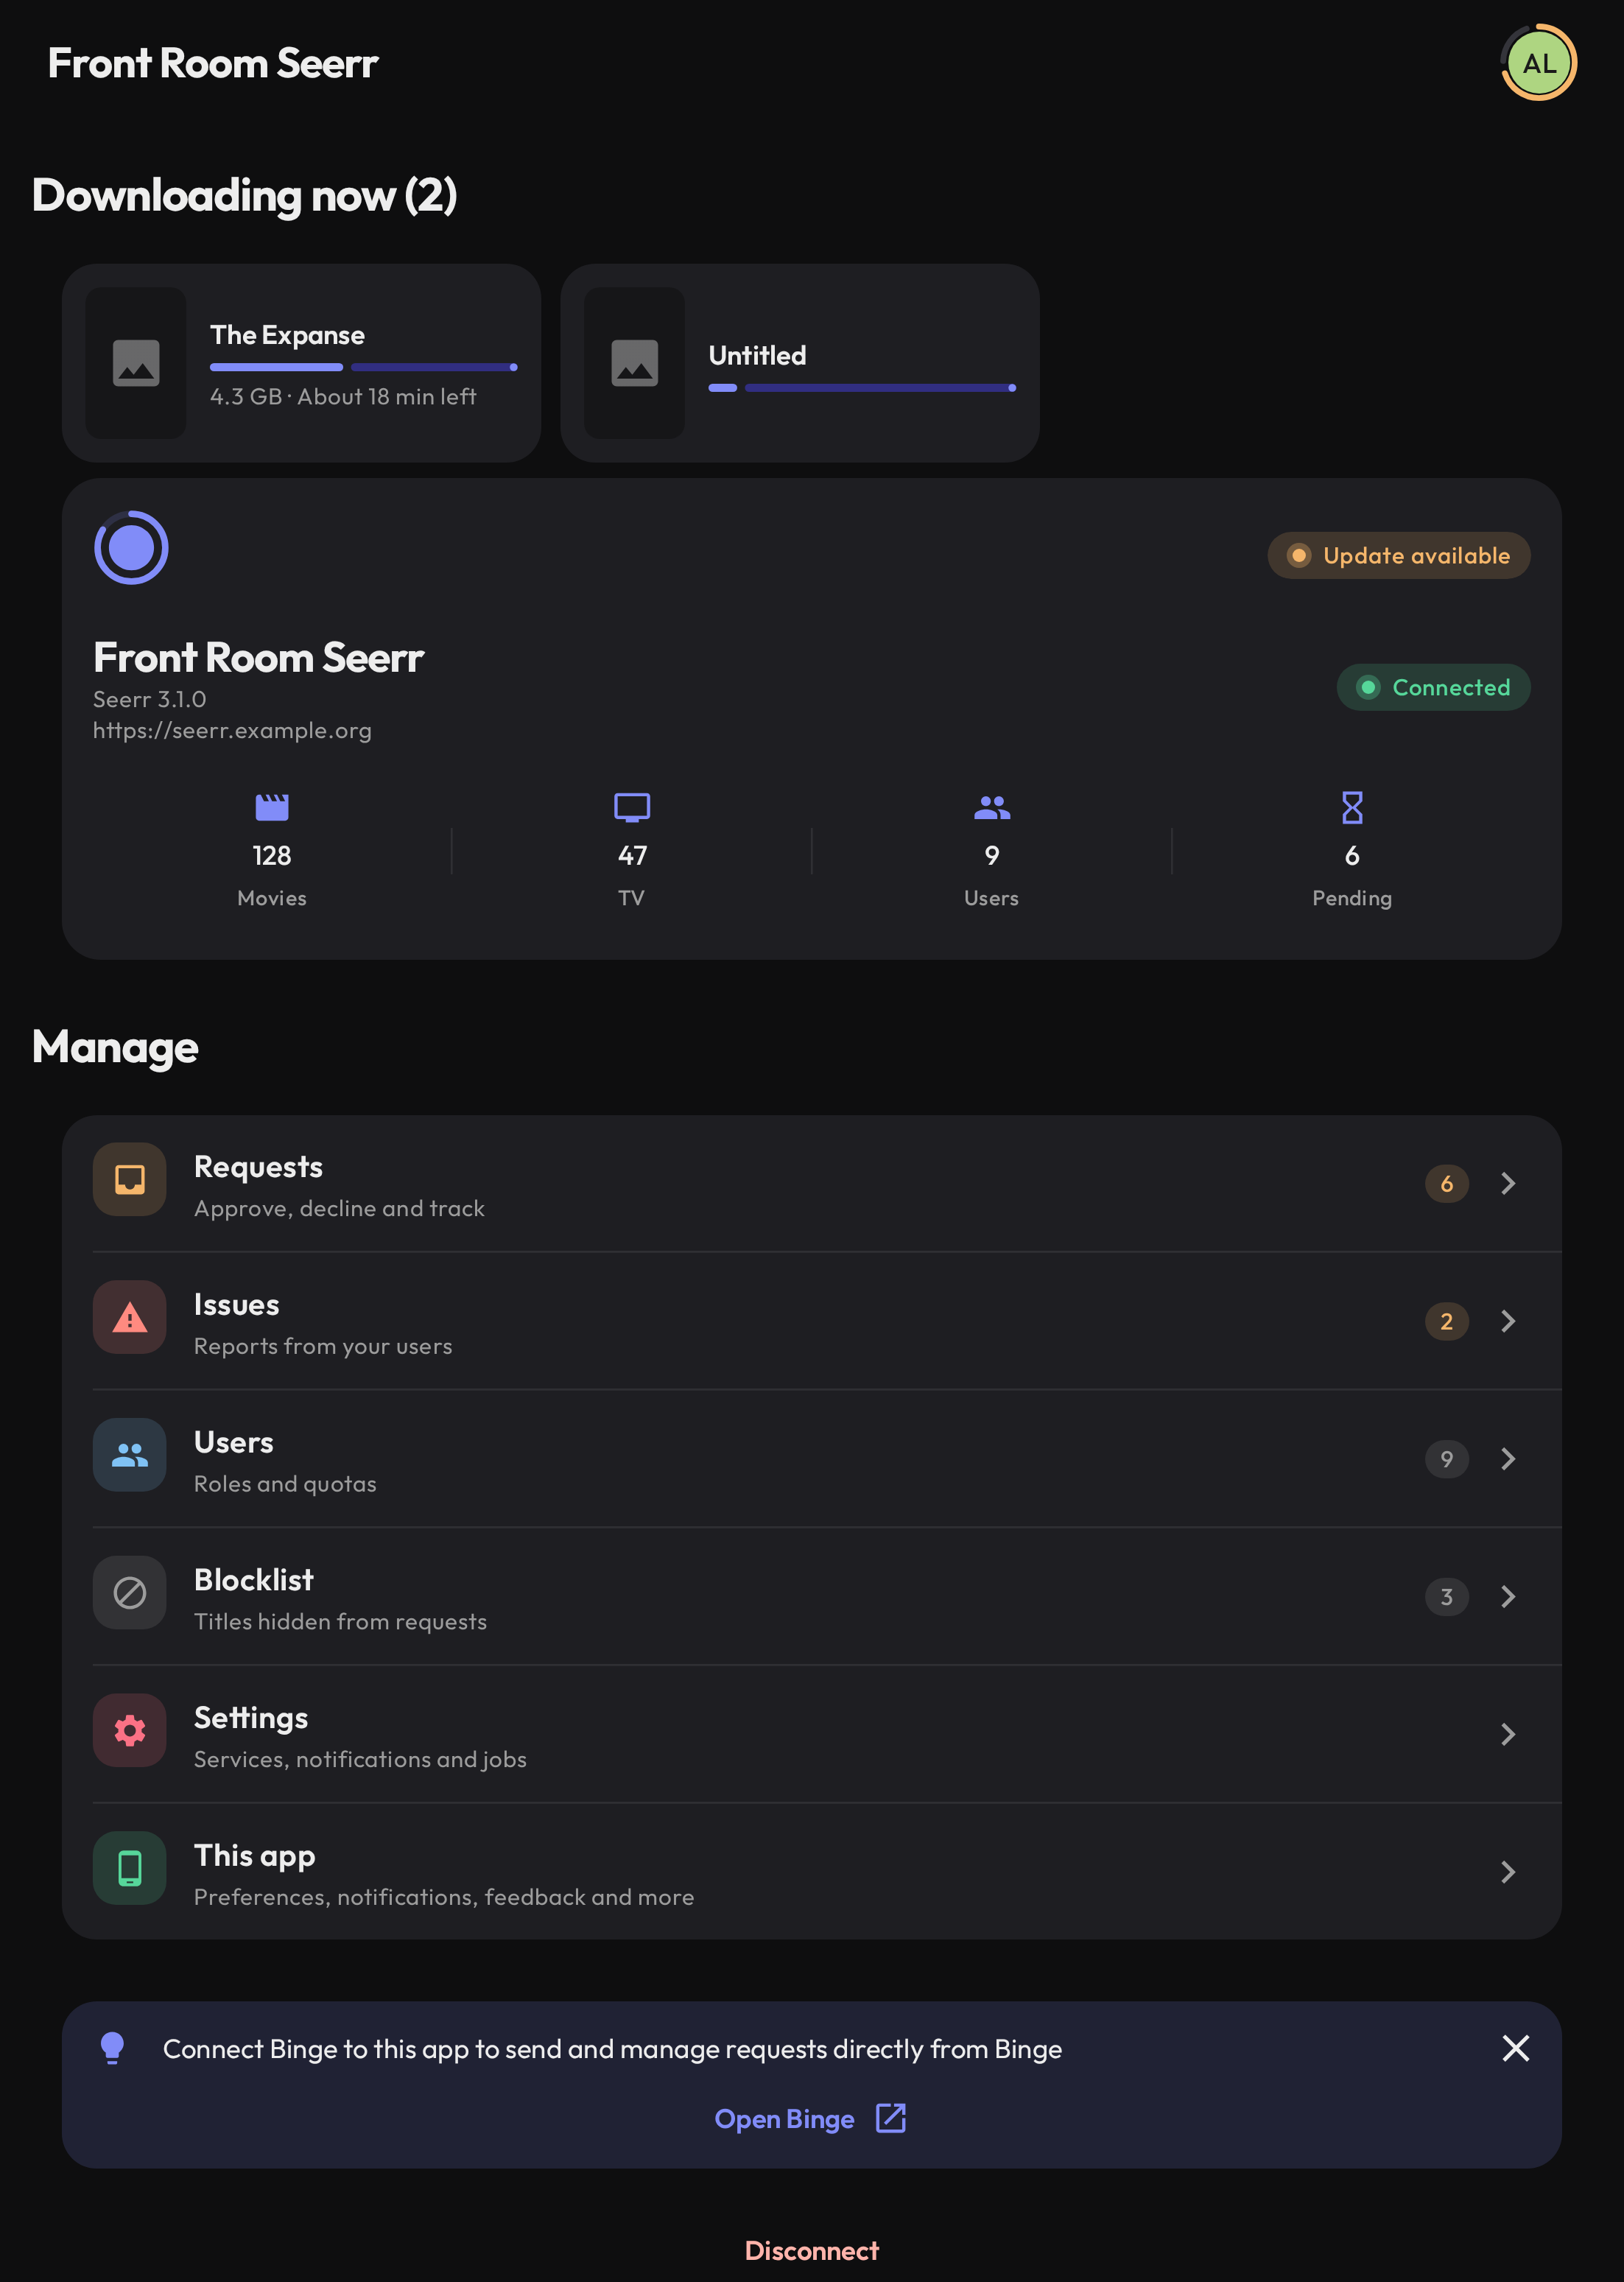 Front Room Seerr
AL
Downloading now (2)
The Expanse
4.3 GB · About 18 min left
Untitled
Update available
Front Room Seerr
Seerr 3.1.0
https://seerr.example.org
Connected
128
Movies
47
TV
9
Users
6
Pending
Manage
Requests
Approve, decline and track
6
Issues
Reports from your users
2
Users
Roles and quotas
9
Blocklist
Titles hidden from requests
3
Settings
Services, notifications and jobs
This app
Preferences, notifications, feedback and more
Connect Binge to this app to send and manage requests directly from Binge
Open Binge
Disconnect